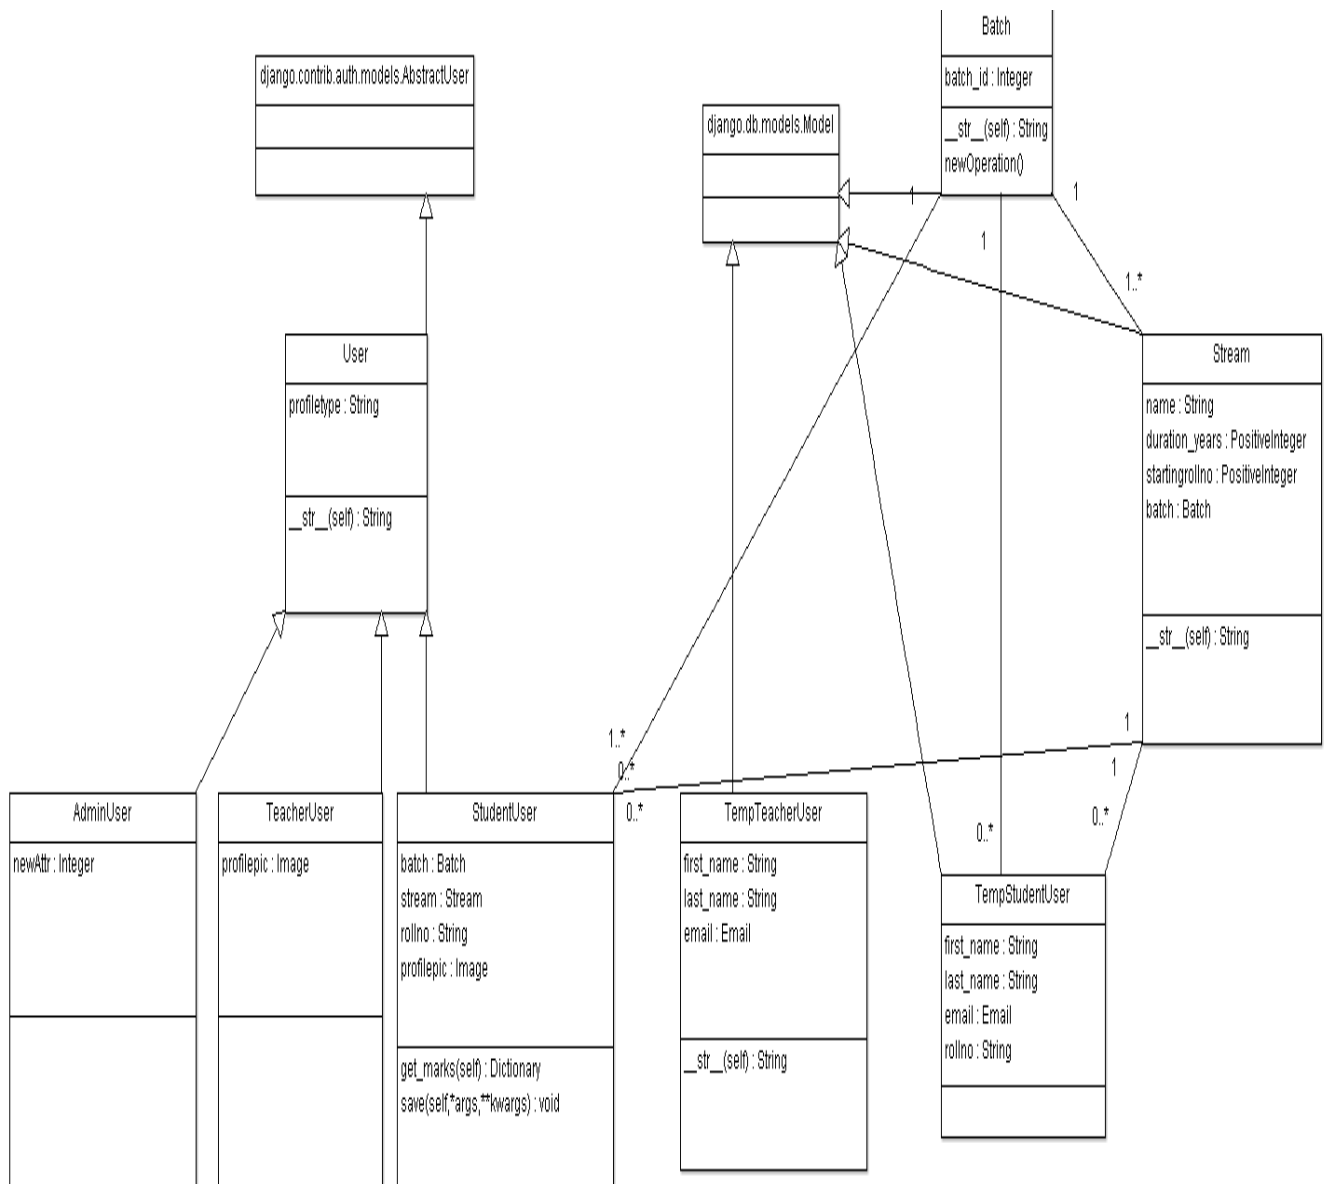 Batch
batch_id : Integer
__str__(self) : String
newOperation()
django.contrib.auth.models.AbstractUser
django.db.models.Model
1
1
1
1..*
User
profiletype : String
__str__(self) : String
Stream
name : String
duration_years : PositiveInteger
startingrollno : PositiveInteger
batch : Batch
__str__(self) : String
1..*
0..*
0..*
1
1
0..*
0..*
AdminUser
newAttr : Integer
TeacherUser
profilepic : Image
StudentUser
batch : Batch
stream : Stream
rollno : String
profilepic : Image
get_marks(self) : Dictionary
save(self,*args,**kwargs) : void
TempTeacherUser
first_name : String
last_name : String
email : Email
__str__(self) : String
TempStudentUser
first_name : String
last_name : String
email : Email
rollno : String